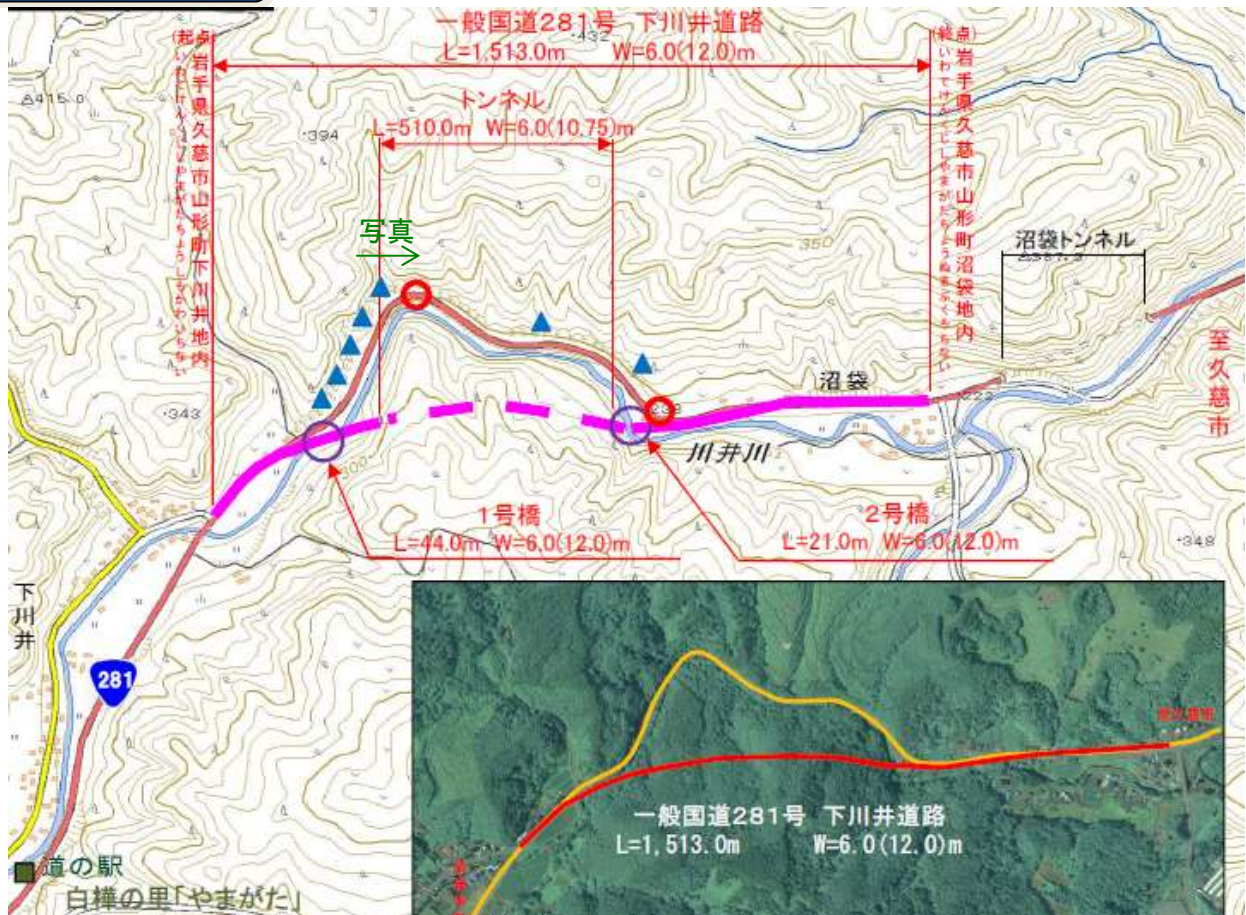 一般国道281号 下川井道路
L=1,513.0m W=6.0(12.0)m
(起点)岩手県久慈市山形町下川井地内
(終点)岩手県久慈市山形町沼袋地内
トンネル
L=510.0m W=6.0(10.75)m
・432
△415.0
・394
写真
350
沼袋トンネル
至久慈市
沼袋
222
・343
300
川井川
1号橋
L=44.0m W=6.0(12.0)m
2号橋
L=21.0m W=6.0(12.0)m
・348
下川井
281
一般国道281号 下川井道路
L=1,513.0m W=6.0(12.0)m
道の駅
白樺の里「やまがた」